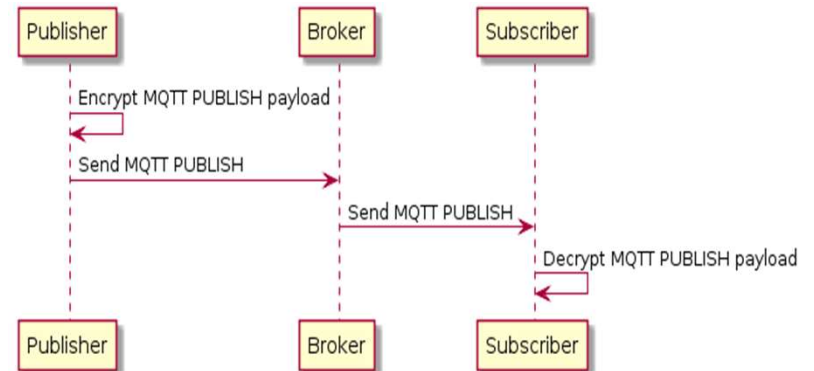 Publisher Broker Subscriber
Encrypt MQTT PUBLISH payload
Send MQTT PUBLISH
Send MQTT PUBLISH
Decrypt MQTT PUBLISH payload
Publisher Broker Subscriber